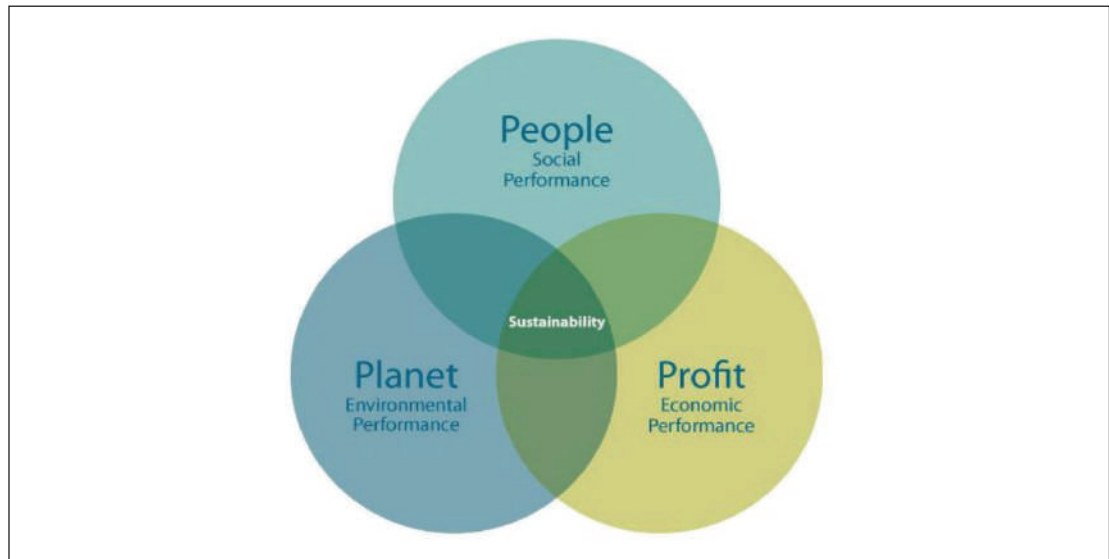 People
Social
Performance
Sustainability
Planet
Environmental
Performance
Profit
Economic
Performance